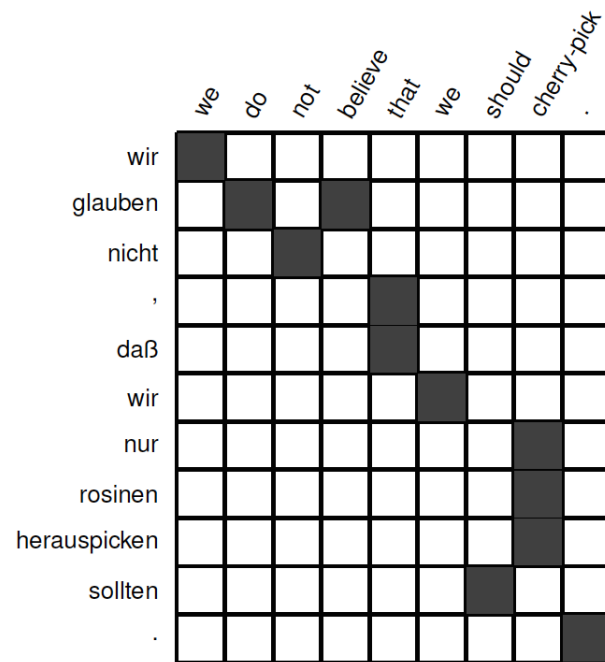 we do not believe that we should cherry-pick .
wir
glauben
nicht
,
daß
wir
nur
rosinen
herauspicken
sollten
.